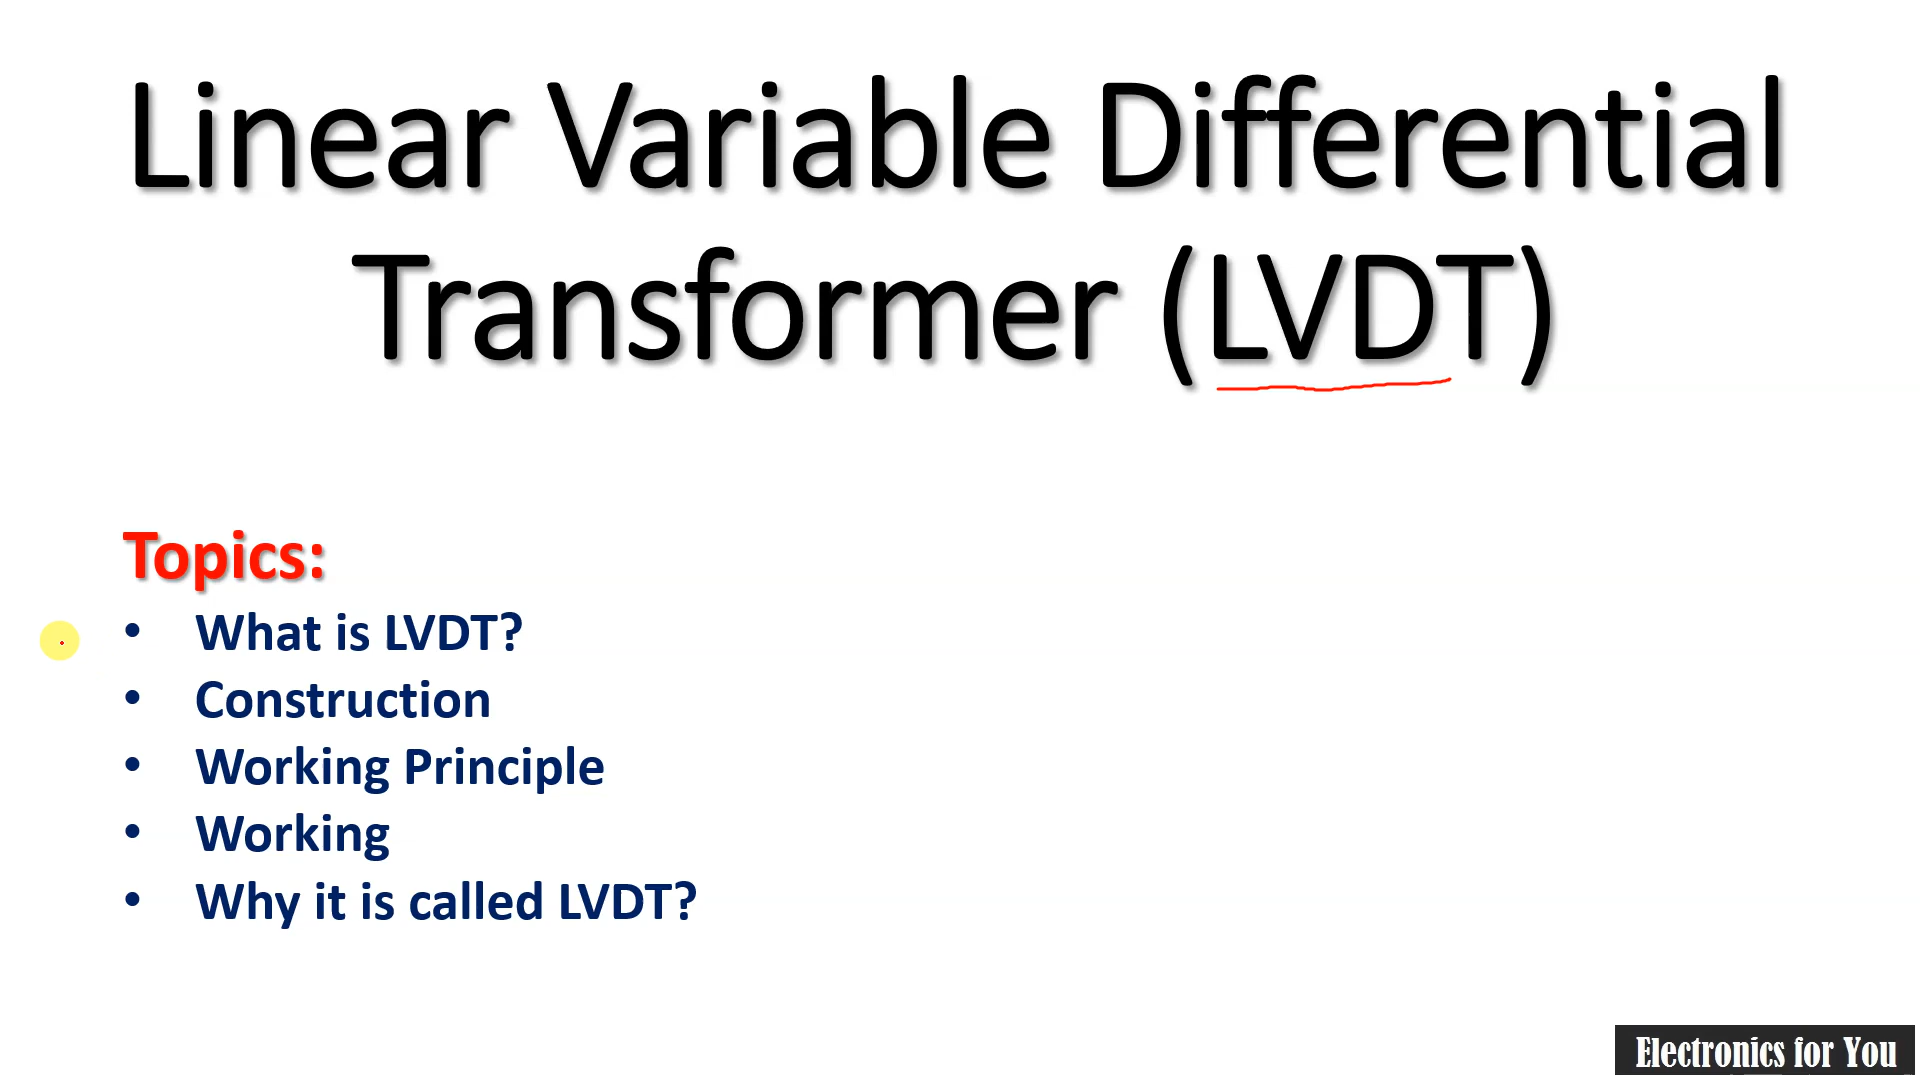 Linear Variable Differential
Transformer (LVDT)
Topics:
• What is LVDT?
• Construction
• Working Principle
• Working
• Why it is called LVDT?
Electronics for You